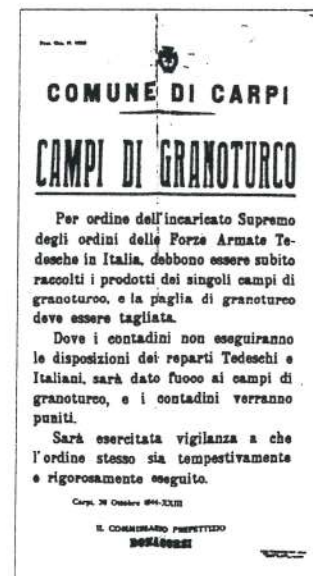 COMUNE DI CARPI
CAMPI DI GRANOTURCO
Per ordine dell'incaricato Supremo
degli ordini delle Forze Armate Te-
desche in Italia, debbono essere subito
raccolti i prodotti dei singoli campi di
granoturco, e la paglia di granoturco
deve essere tagliata.
Dove i contadini non eseguiranno
le disposizioni dei reparti Tedeschi e
Italiani, sarà dato fuoco ai campi di
granoturco, e i contadini verranno
puniti.
Sarà esercitata vigilanza a che
l'ordine stesso sia tempestivamente
e rigorosamente eseguito.
Carpi, Ottobre 1944-XXIII
IL COMMISSARIO PREFETTIZIO